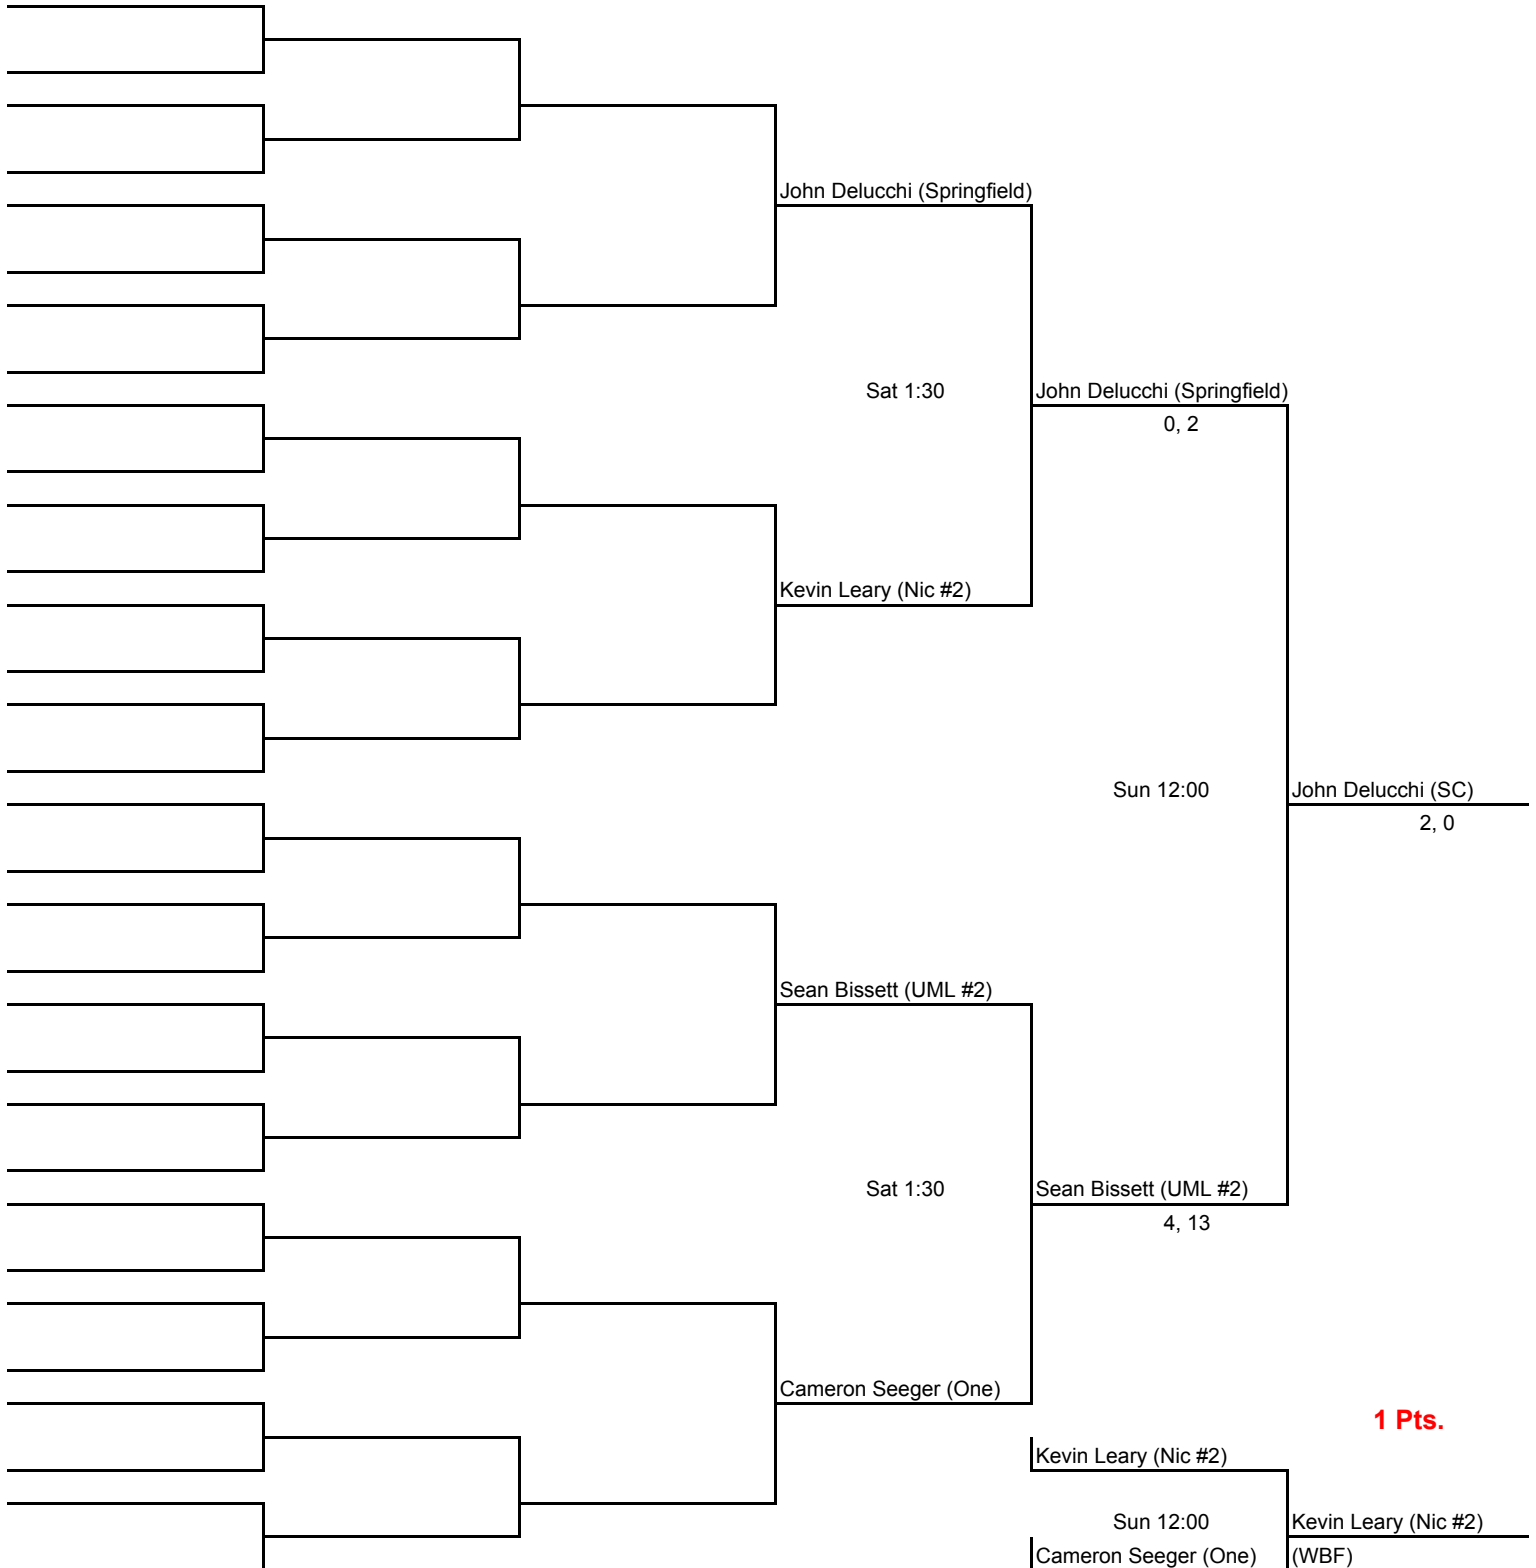 John Delucchi (Springfield)
Sat 1:30
John Delucchi (Springfield)
0, 2
Kevin Leary (Nic #2)
Sun 12:00
John Delucchi (SC)
2, 0
Sean Bissett (UML #2)
Sat 1:30
Sean Bissett (UML #2)
4, 13
Cameron Seeger (One)
1 Pts.
Kevin Leary (Nic #2)
Sun 12:00
Kevin Leary (Nic #2)
Cameron Seeger (One)
(WBF)